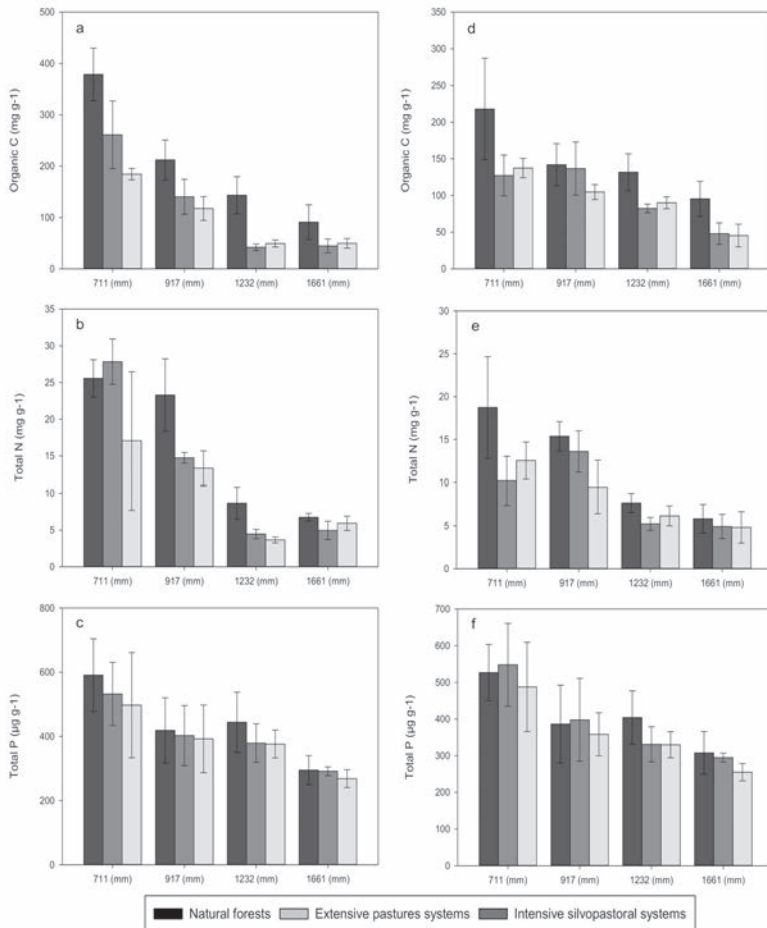 a
Organic C (mg g-1)
500
400
300
200
100
0
711 (mm) 917 (mm) 1232 (mm) 1661 (mm)
d
Organic C (mg g-1)
350
300
250
200
150
100
50
0
711 (mm) 917 (mm) 1232 (mm) 1661 (mm)
b
Total N (mg g-1)
35
30
25
20
15
10
5
0
711 (mm) 917 (mm) 1232 (mm) 1661 (mm)
e
Total N (mg g-1)
30
25
20
15
10
5
0
711 (mm) 917 (mm) 1232 (mm) 1661 (mm)
c
Total P (µg g-1)
800
600
400
200
0
711 (mm) 917 (mm) 1232 (mm) 1661 (mm)
f
Total P (µg g-1)
700
600
500
400
300
200
100
0
711 (mm) 917 (mm) 1232 (mm) 1661 (mm)
Natural forests Extensive pastures systems Intensive silvopastoral systems